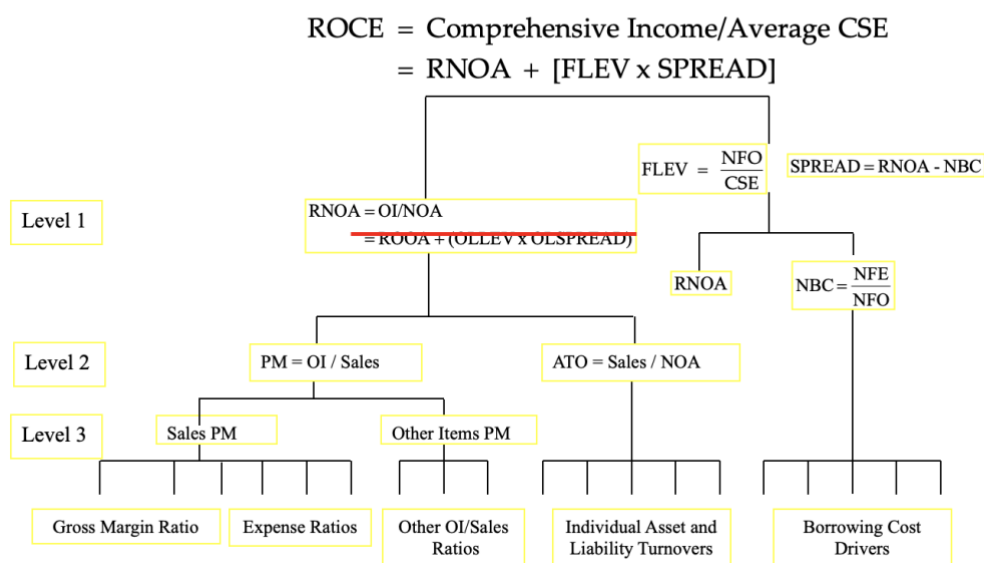 ROCE = Comprehensive Income/Average CSE
= RNOA + [FLEV x SPREAD]
FLEV = NFO
CSE
SPREAD = RNOA - NBC
Level 1
RNOA = OI/NOA
= ROOA + (OLLEV x OLSPREAD)
RNOA
NBC = NFE
NFO
Level 2
PM = OI / Sales
ATO = Sales / NOA
Level 3
Sales PM
Other Items PM
Gross Margin Ratio
Expense Ratios
Other OI/Sales
Ratios
Individual Asset and
Liability Turnovers
Borrowing Cost
Drivers